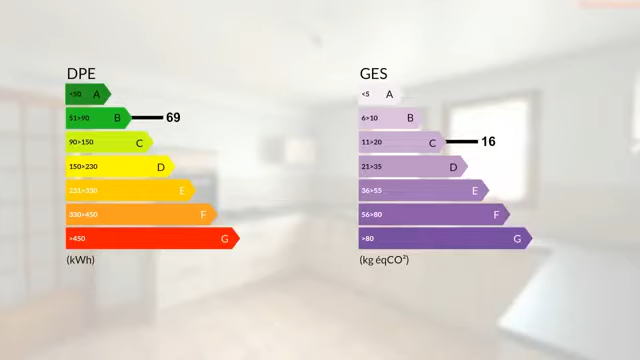 DPE
<50 A
51>90 B 69
90>150 C
150>230 D
231>330 E
330>450 F
>450 G
(kWh)
GES
<5 A
6>10 B
11>20 C 16
21>35 D
36>55 E
56>80 F
>80 G
(kg éqCO²)